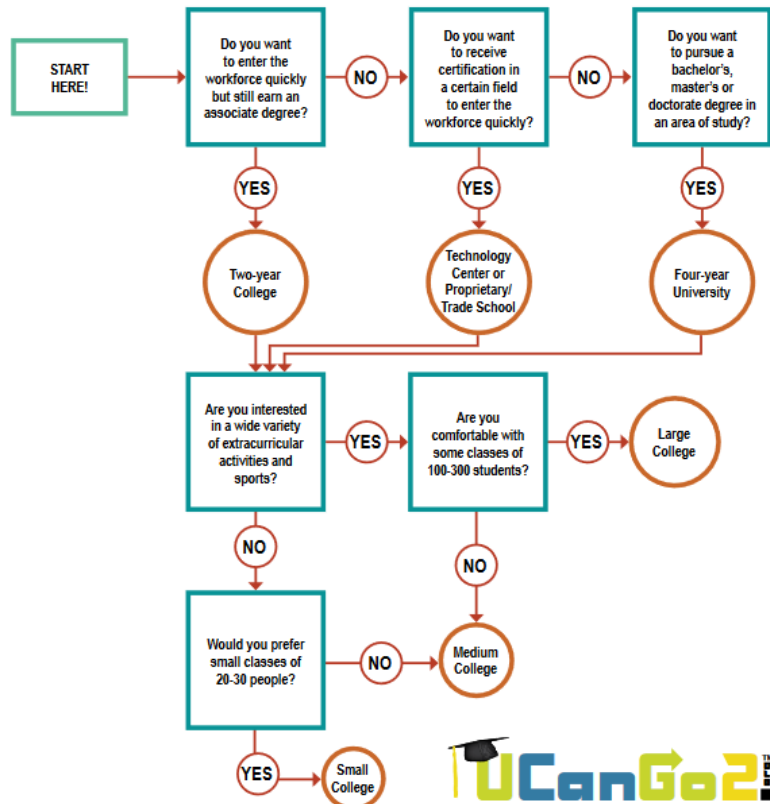 START
HERE!
Do you want
to enter the
workforce quickly
but still earn an
associate degree?
NO
Do you want
to receive
certification in
a certain field
to enter the
workforce quickly?
NO
Do you want
to pursue a
bachelor's,
master's or
doctorate degree in
an area of study?
YES
YES
YES
Two-year
College
Technology
Center or
Proprietary/
Trade School
Four-year
University
Are you interested
in a wide variety
of extracurricular
activities and
sports?
YES
Are you
comfortable with
some classes of
100-300 students?
YES
Large
College
NO
NO
Would you prefer
small classes of
20-30 people?
NO
Medium
College
YES
Small
College
UCanGo2